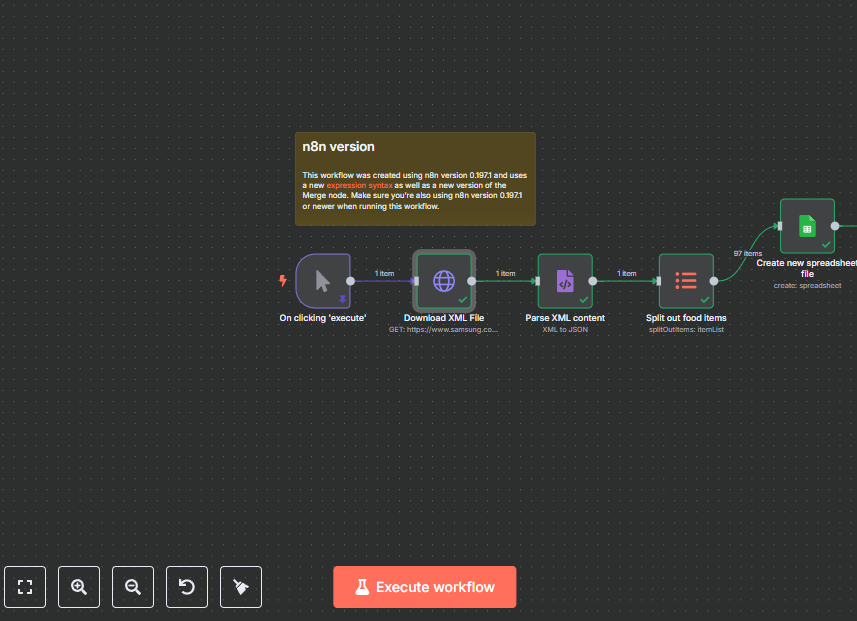 n8n version
This workflow was created using n8n version 0.197.1 and uses
a new expression syntax as well as a new version of the
Merge node. Make sure you're also using n8n version 0.197.1
or newer when running this workflow.
97 items
Create new spreadsheet
file
create: spreadsheet
1 item
1 item
1 item
On clicking 'execute'
Download XML File
GET: https://www.samsung.co...
Parse XML content
XML to JSON
Split out food items
splitOutItems: itemList
Execute workflow